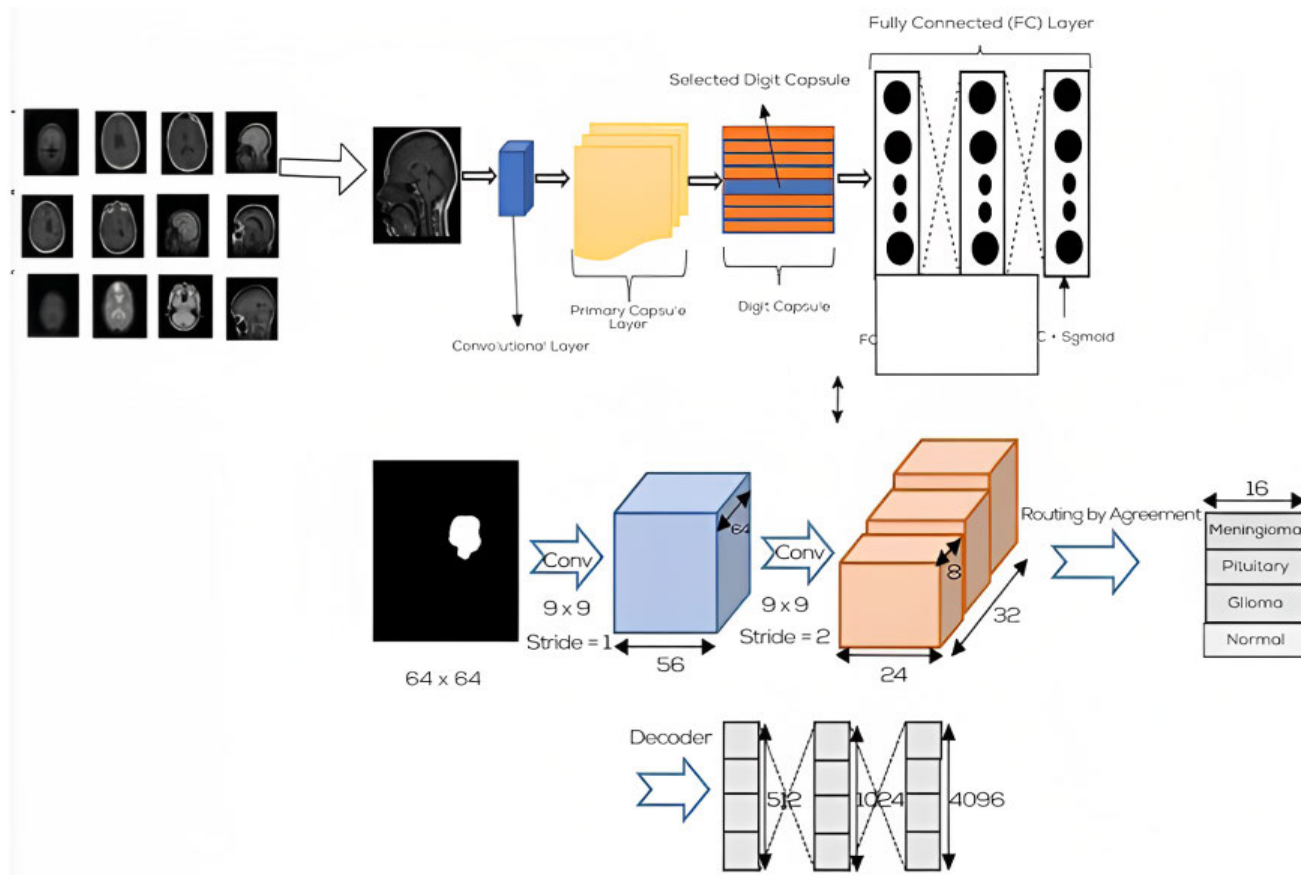 Fully Connected (FC) Layer
Selected Digit Capsule
Primary Capsule
Layer
Digit Capsule
Convolutional Layer
FC
C + Sgmoid
64
8
Conv
9 x 9
Stride = 1
56
64 x 64
Conv
9 x 9
Stride = 2
24
32
Routing by Agreement
16
Meningioma
Pituitary
Glioma
Normal
Decoder
512
1024
4096